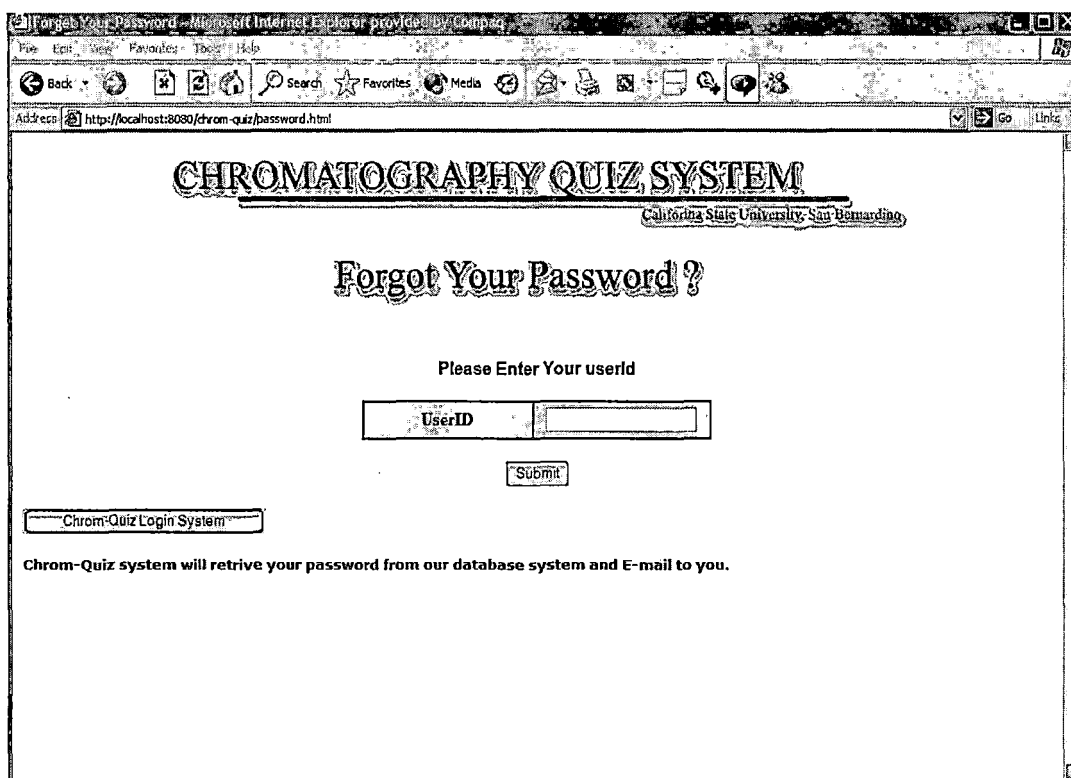 Forget Your Password - Microsoft Internet Explorer provided by Compaq
File Edit View Favorites Tools Help
Back Search Favorites Media
Address http://localhost:8080/chrom-quiz/password.html Go Links
CHROMATOGRAPHY QUIZ SYSTEM
California State University, San Bernardino
Forgot Your Password ?
Please Enter Your userId
UserID
Submit
Chrom-Quiz Login System
Chrom-Quiz system will retrive your password from our database system and E-mail to you.